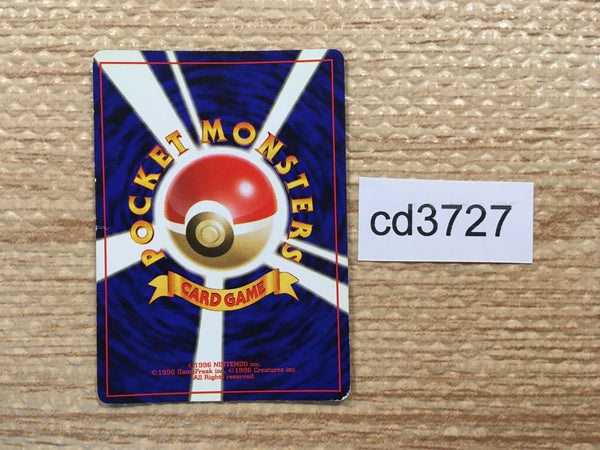 POCKET MONSTERS
CARD GAME
©1996 NINTENDO inc.
©1996 GameFreak inc. ©1996 Creatures inc.
All Rights reserved.
cd3727